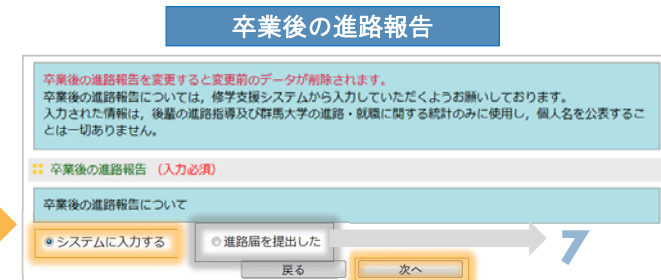 卒業後の進路報告
卒業後の進路報告を変更すると変更前のデータが削除されます。
卒業後の進路報告については，修学支援システムから入力していただくようお願いしております。
入力された情報は，後輩の進路指導及び群馬大学の進路・就職に関する統計のみに使用し，個人名を公表するこ
とは一切ありません。
卒業後の進路報告 （入力必須）
卒業後の進路報告について
システムに入力する 進路届を提出した 7
戻る 次へ